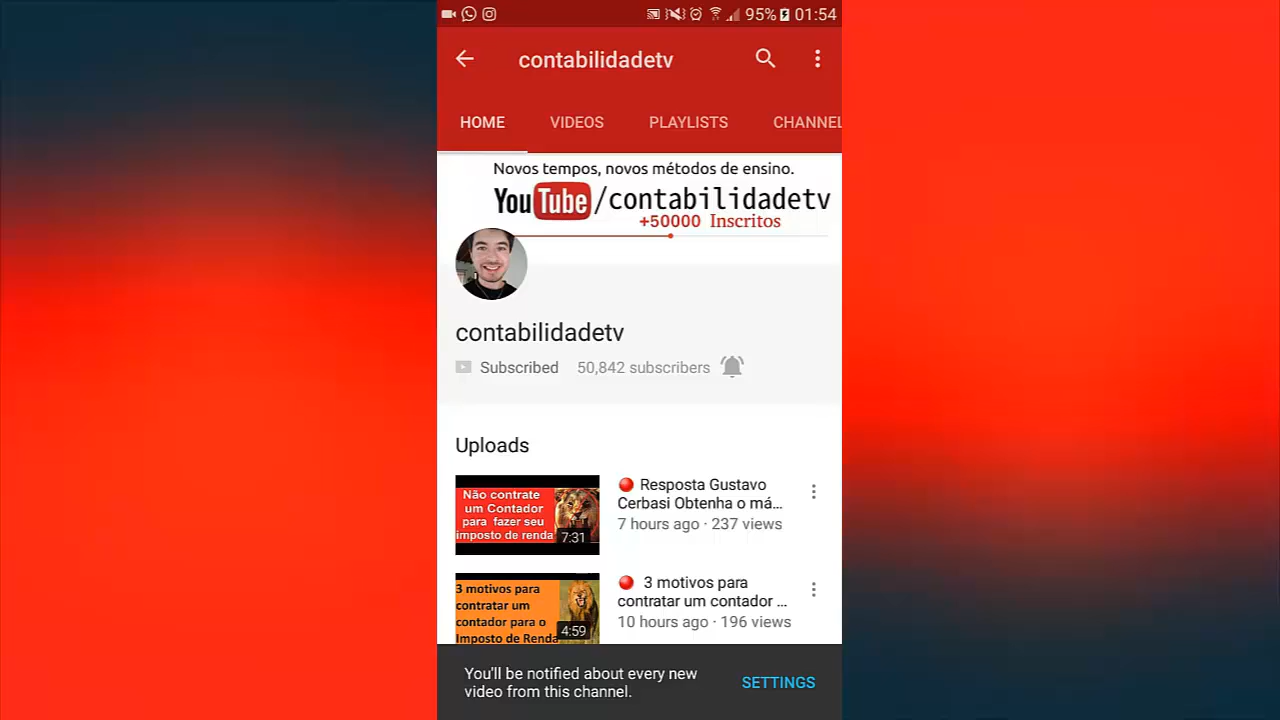 95% 01:54
contabilidadetv
HOME VIDEOS PLAYLISTS CHANNEL
Novos tempos, novos métodos de ensino.
YouTube/contabilidadetv
+50000 Inscritos
contabilidadetv
Subscribed 50,842 subscribers
Uploads
Não contrate
um Contador
para fazer seu
imposto de renda
7:31
Resposta Gustavo
Cerbasi Obtenha o má...
7 hours ago · 237 views
3 motivos para
contratar um
contador para o
Imposto de Renda
4:59
3 motivos para
contratar um contador ...
10 hours ago · 196 views
You'll be notified about every new
video from this channel.
SETTINGS